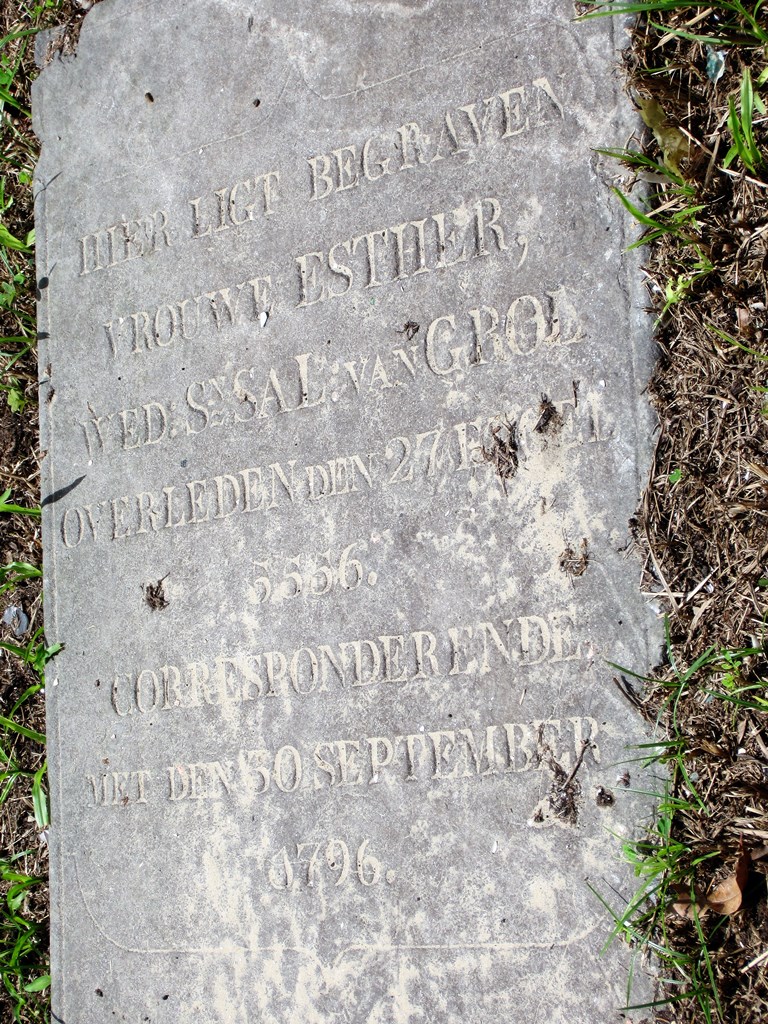 HIER LIGT BEGRAVEN
VROUWE ESTHER,
WED: SN SAL: VAN GROL
OVERLEDEN DEN 27
5556.
CORRESPONDERENDE
MET DEN 30 SEPTEMBER
1796.